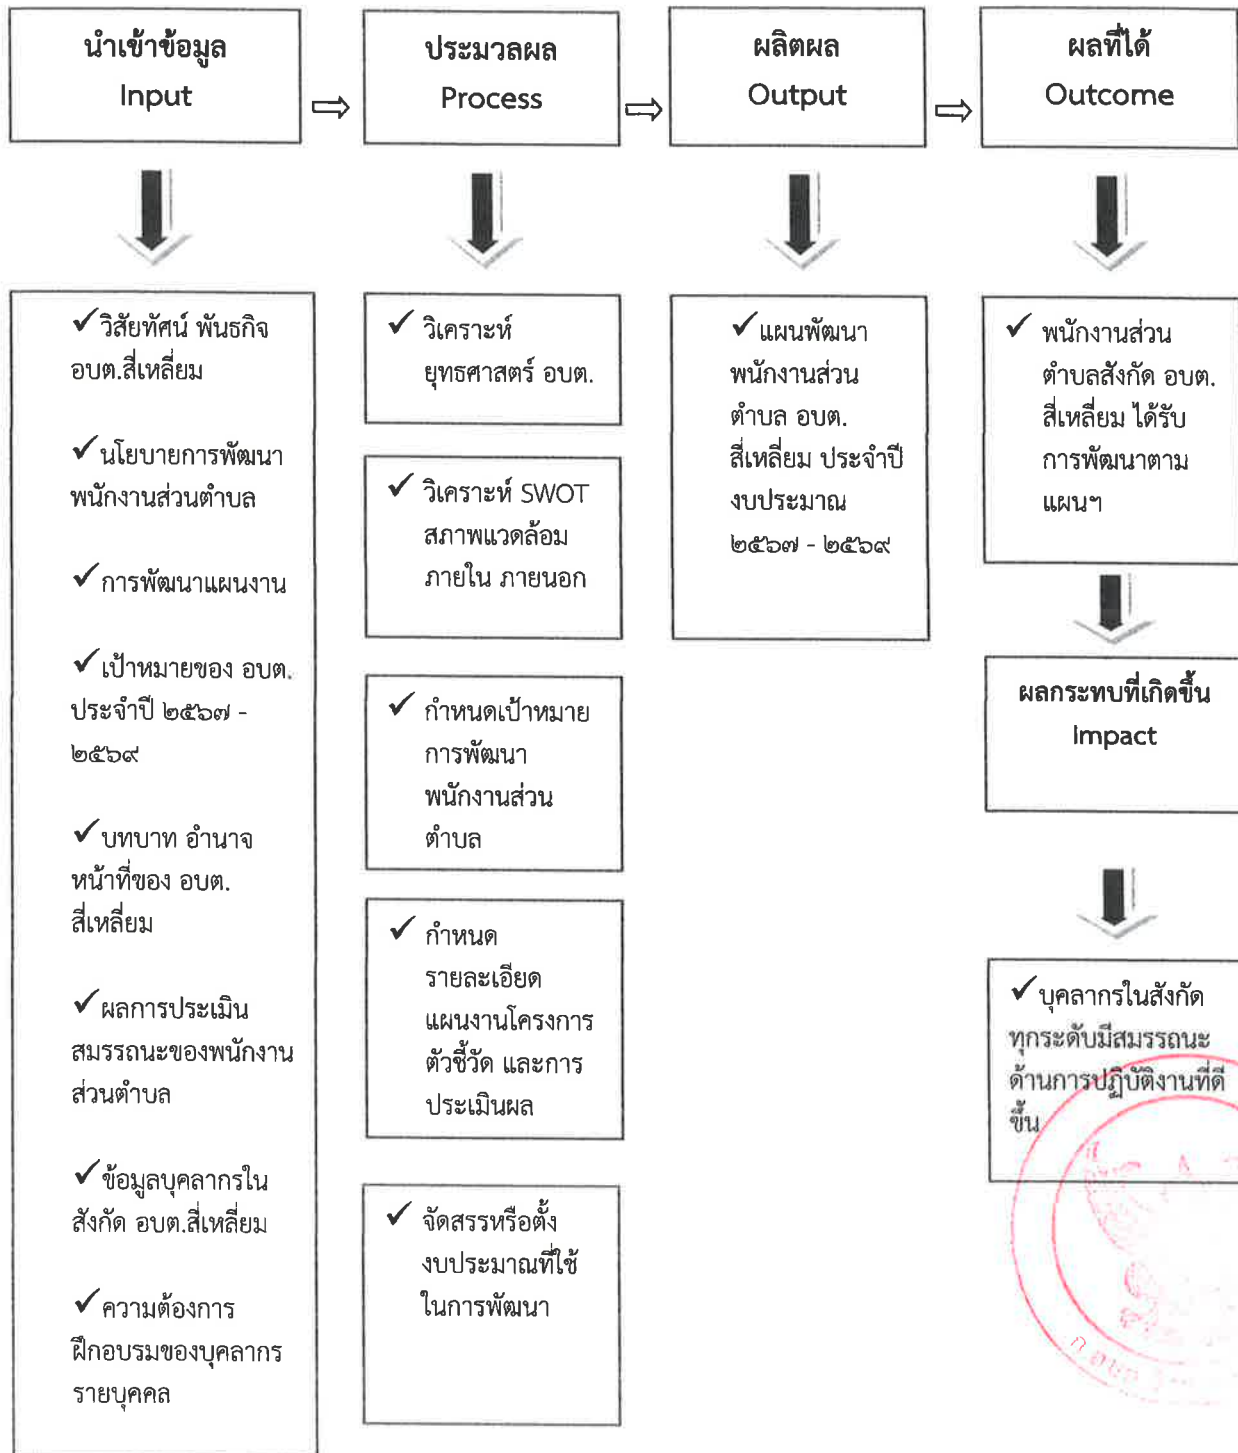 นำเข้าข้อมูล
Input
ประมวลผล
Process
ผลิตผล
Output
ผลที่ได้
Outcome
✓วิสัยทัศน์ พันธกิจ
อบต.สี่เหลี่ยม
✓นโยบายการพัฒนา
พนักงานส่วนตำบล
✓การพัฒนาแผนงาน
✓เป้าหมายของ อบต.
ประจำปี ๒๕๖๗ -
๒๕๖๙
✓บทบาท อำนาจ
หน้าที่ของ อบต.
สี่เหลี่ยม
✓ผลการประเมิน
สมรรถนะของพนักงาน
ส่วนตำบล
✓ข้อมูลบุคลากรใน
สังกัด อบต.สี่เหลี่ยม
✓ความต้องการ
ฝึกอบรมของบุคลากร
รายบุคคล
✓ วิเคราะห์
ยุทธศาสตร์ อบต.
✓ วิเคราะห์ SWOT
สภาพแวดล้อม
ภายใน ภายนอก
✓ กำหนดเป้าหมาย
การพัฒนา
พนักงานส่วน
ตำบล
✓ กำหนด
รายละเอียด
แผนงานโครงการ
ตัวชี้วัด และการ
ประเมินผล
✓ จัดสรรหรือตั้ง
งบประมาณที่ใช้
ในการพัฒนา
✓แผนพัฒนา
พนักงานส่วน
ตำบล อบต.
สี่เหลี่ยม ประจำปี
งบประมาณ
๒๕๖๗ - ๒๕๖๙
✓ พนักงานส่วน
ตำบลสังกัด อบต.
สี่เหลี่ยม ได้รับ
การพัฒนาตาม
แผนฯ
ผลกระทบที่เกิดขึ้น
Impact
✓บุคลากรในสังกัด
ทุกระดับมีสมรรถนะ
ด้านการปฏิบัติงานที่ดี
ขึ้น